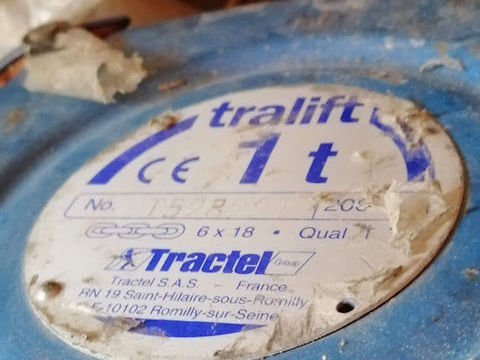 tralift
CE 1 t
No.
6 x 18 • Qual. T
Tractel Group
Tractel S.A.S. - France
RN 19 Saint-Hilaire-sous-Romilly
F-10102 Romilly-sur-Seine